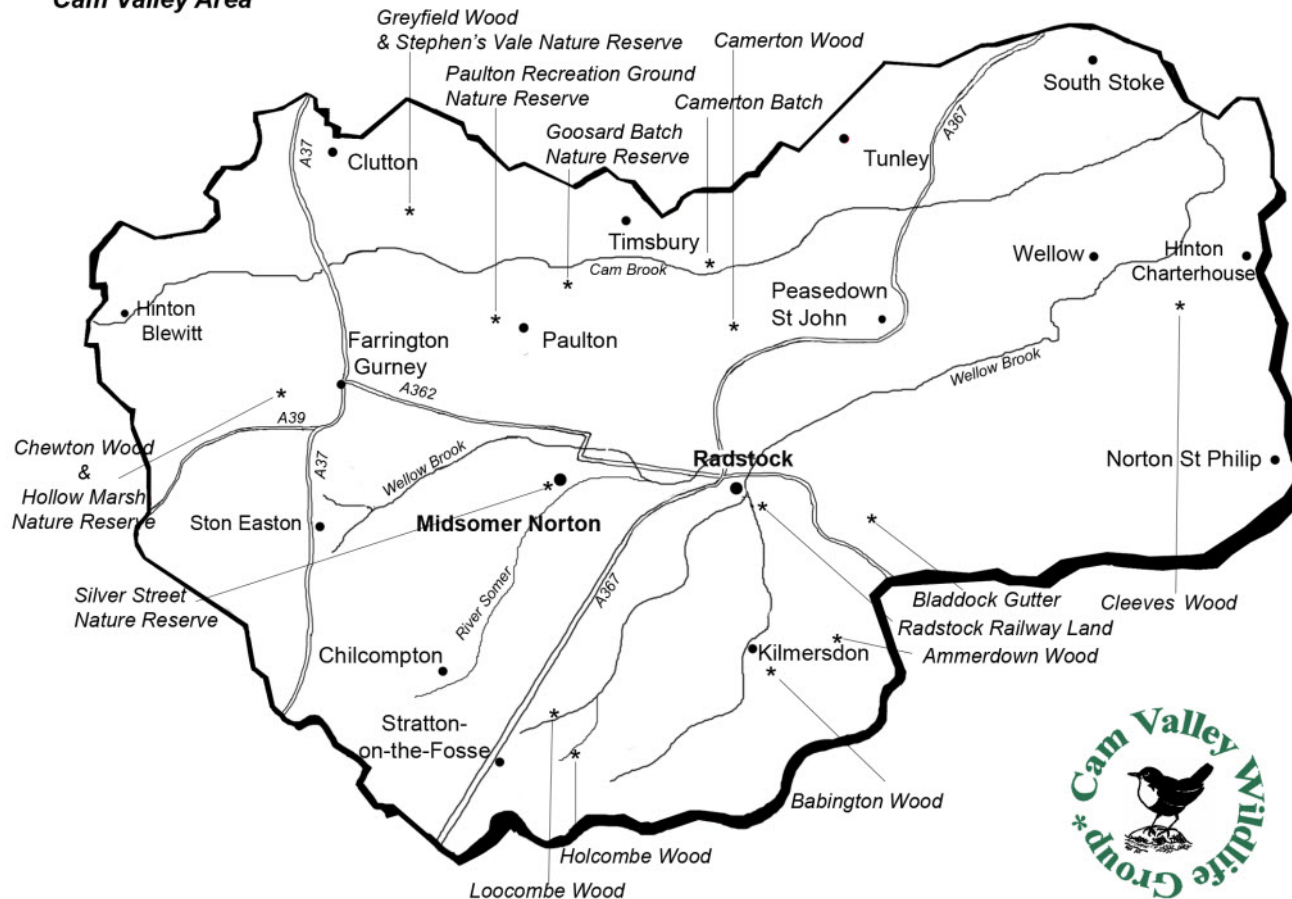 Cam Valley Area
Greyfield Wood
& Stephen's Vale Nature Reserve
Camerton Wood
Paulton Recreation Ground
Nature Reserve
Camerton Batch
Goosard Batch
Nature Reserve
South Stoke
A367
Tunley
A37
Clutton
Timsbury
Cam Brook
Wellow
Hinton
Charterhouse
Peasedown
St John
Hinton
Blewitt
Farrington
Gurney
Paulton
Wellow Brook
A362
A39
Chewton Wood
&
Hollow Marsh
Nature Reserve
A37
Wellow Brook
Radstock
Norton St Philip
Ston Easton
Midsomer Norton
Silver Street
Nature Reserve
River Somer
A367
Bladdock Gutter
Cleeves Wood
Radstock Railway Land
Ammerdown Wood
Kilmersdon
Chilcompton
Stratton-
on-the-Fosse
Babington Wood
Holcombe Wood
Loocombe Wood
Cam Valley Wildlife Group *